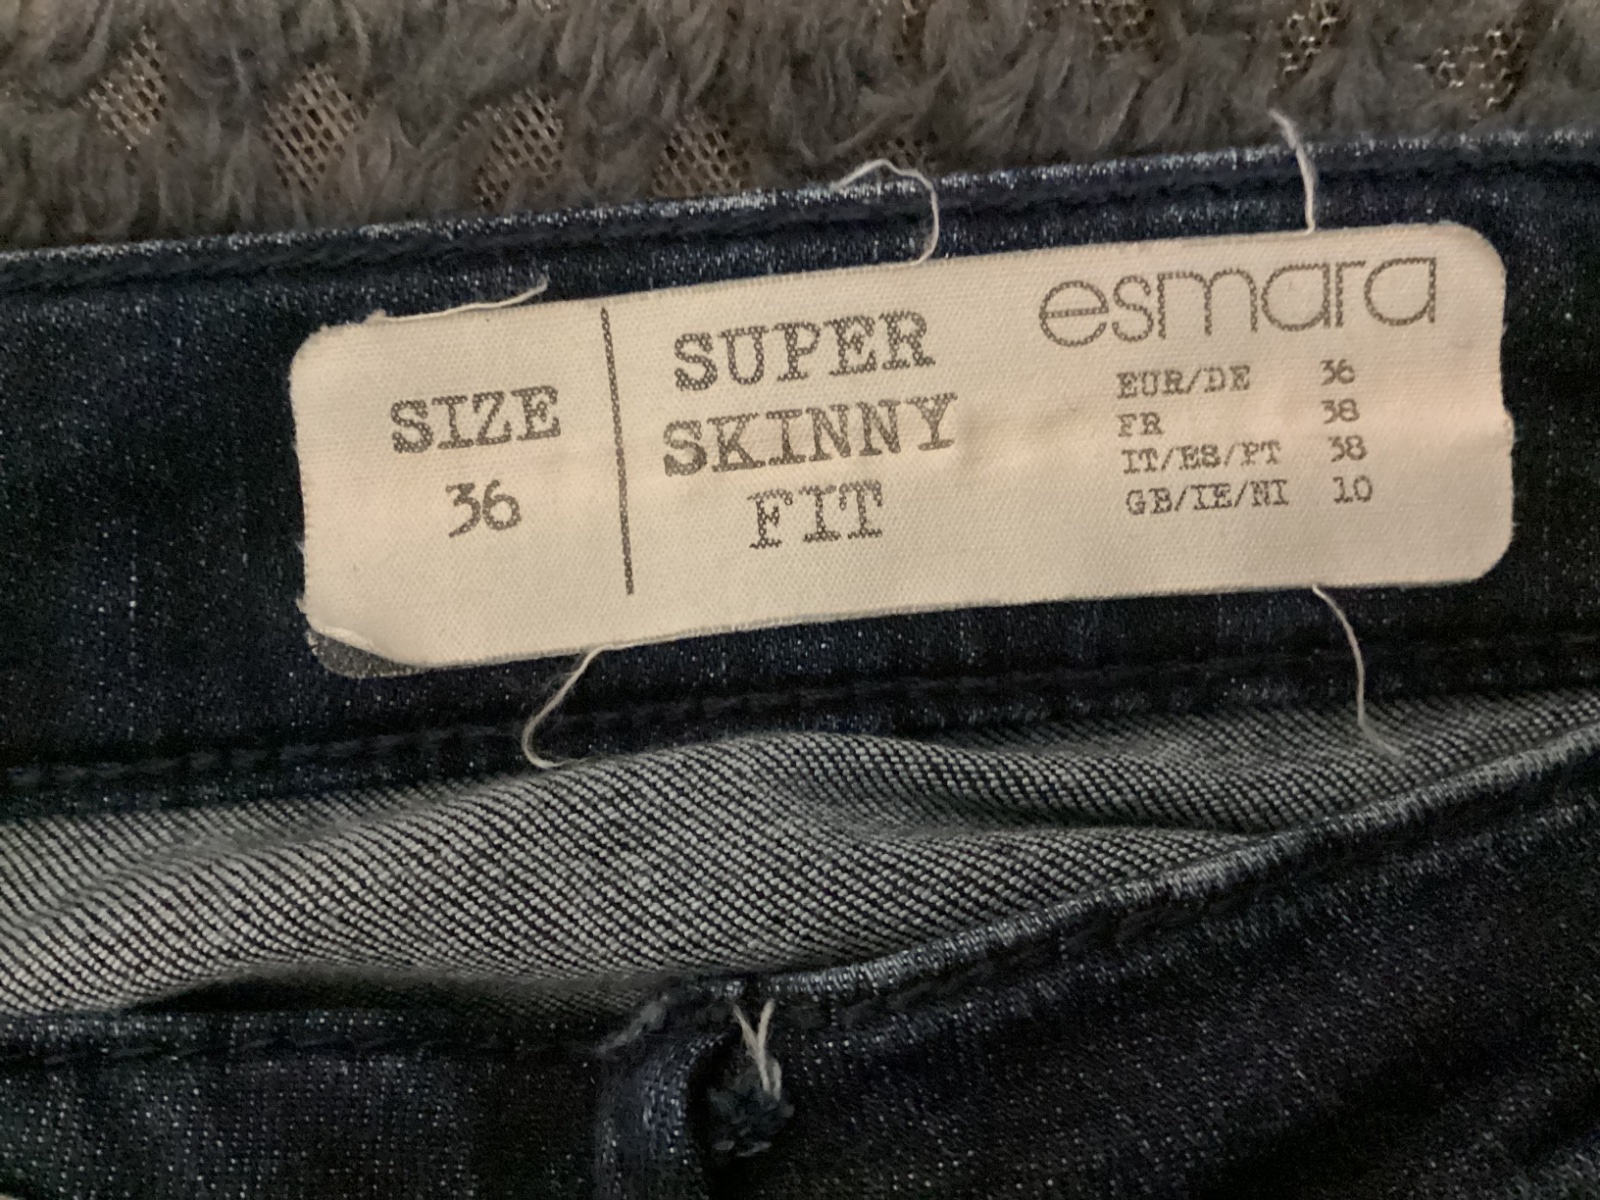 SIZE
36
SUPER
SKINNY
FIT
esmara
EUR/DE 36
FR 38
IT/ES/PT 38
GB/IE/NI 10